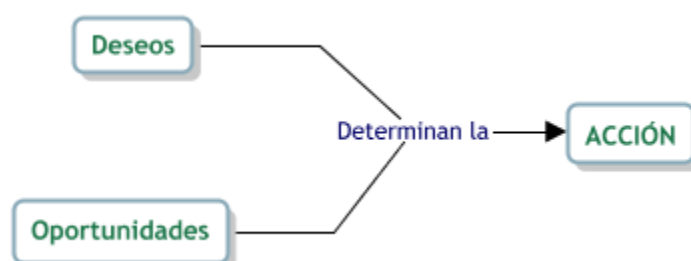 Deseos
Determinan la
ACCIÓN
Oportunidades